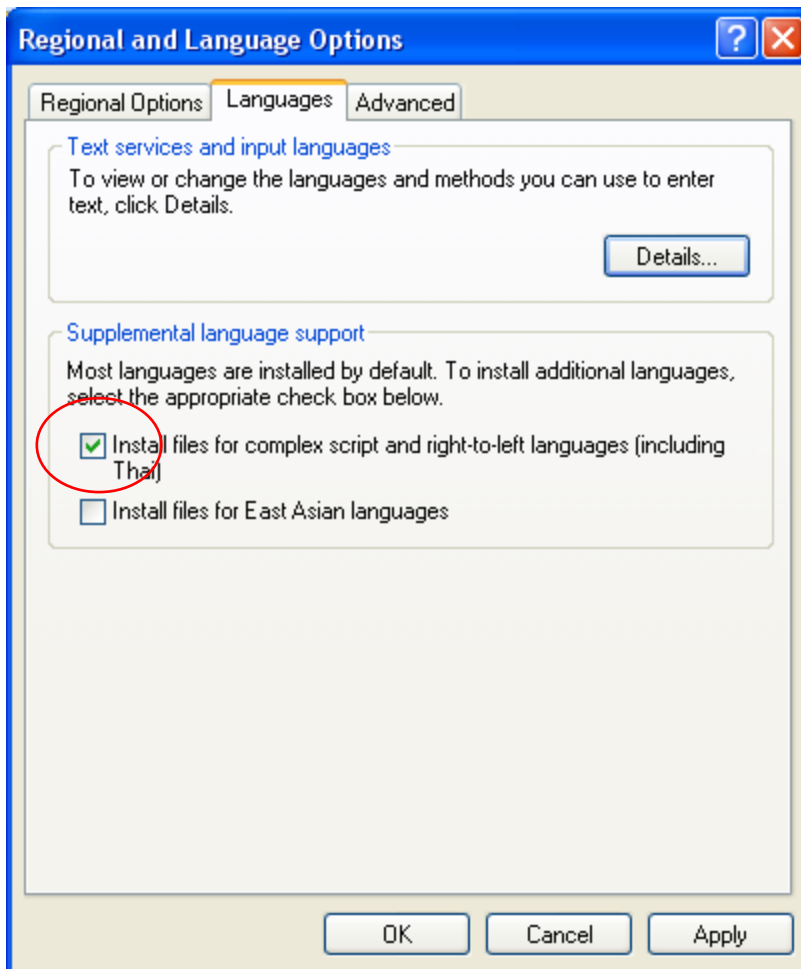 Regional and Language Options
Regional Options Languages Advanced
Text services and input languages
To view or change the languages and methods you can use to enter
text, click Details.
Details...
Supplemental language support
Most languages are installed by default. To install additional languages,
select the appropriate check box below.
Install files for complex script and right-to-left languages (including
Thai)
Install files for East Asian languages
OK Cancel Apply